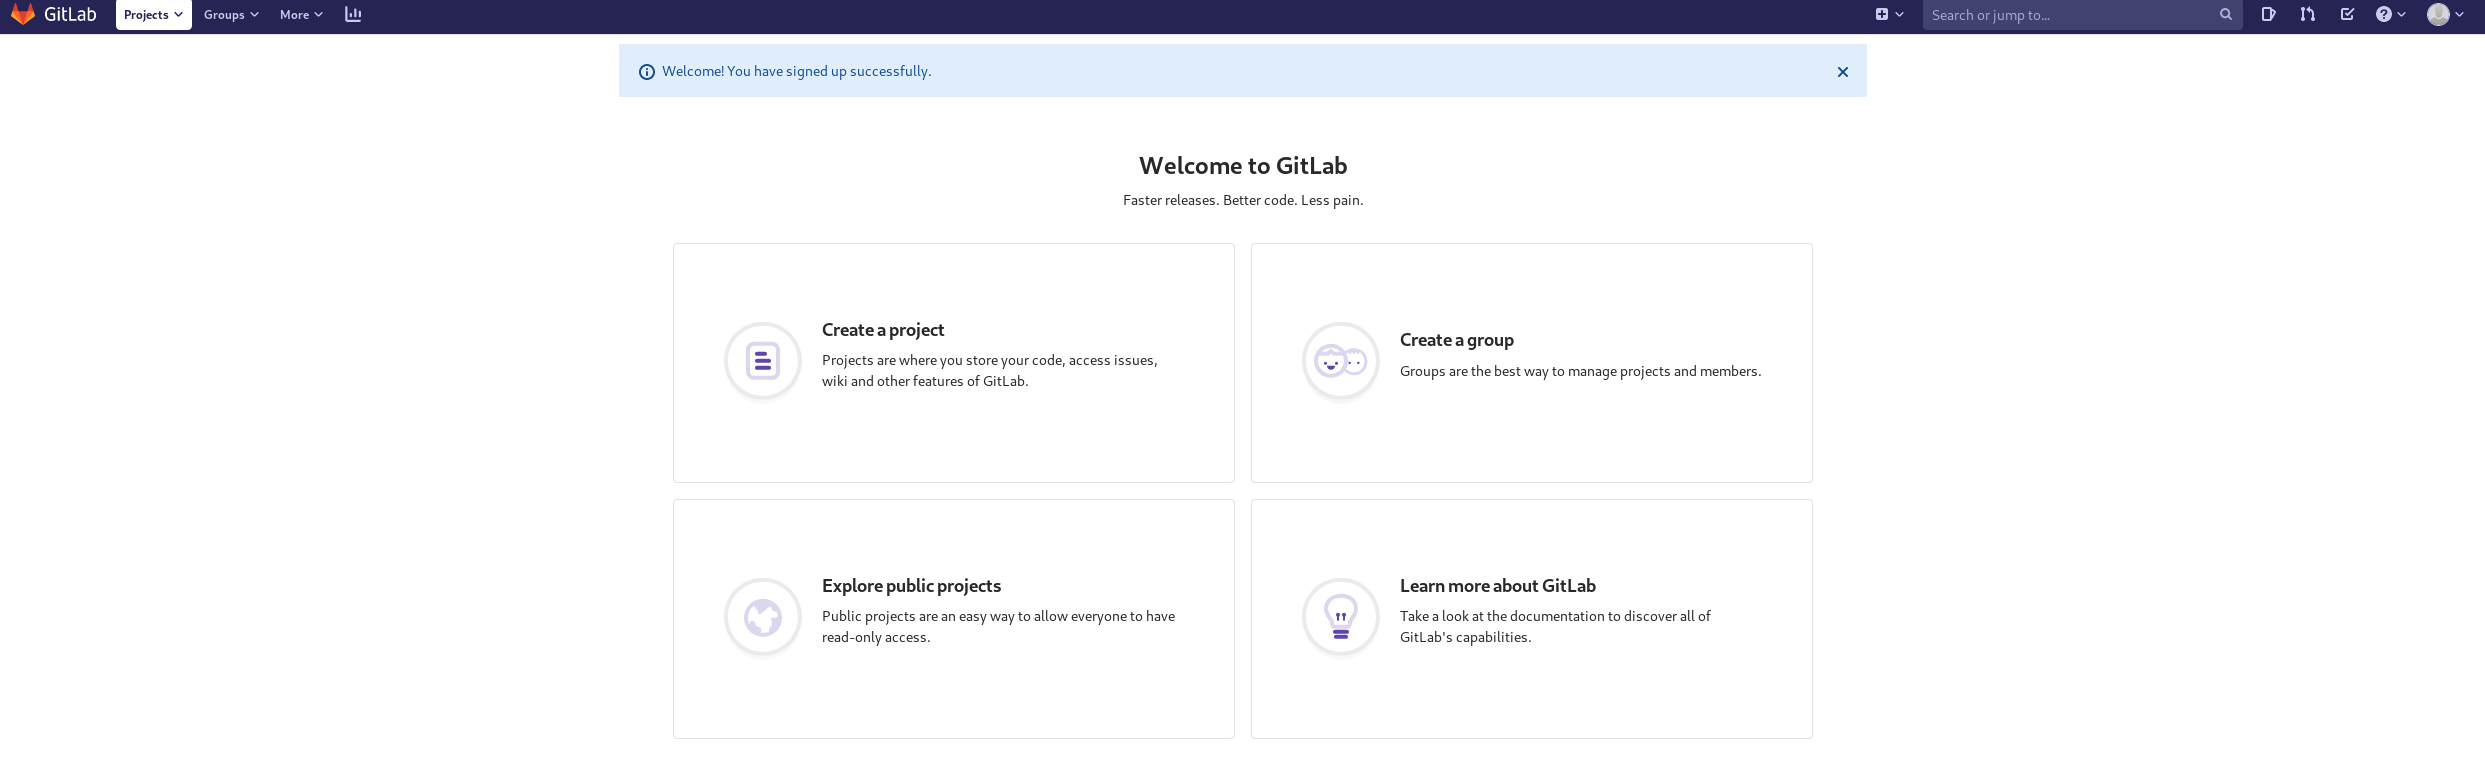 GitLab Projects Groups More Search or jump to...
Welcome! You have signed up successfully.
Welcome to GitLab
Faster releases. Better code. Less pain.
Create a project
Projects are where you store your code, access issues,
wiki and other features of GitLab.
Create a group
Groups are the best way to manage projects and members.
Explore public projects
Public projects are an easy way to allow everyone to have
read-only access.
Learn more about GitLab
Take a look at the documentation to discover all of
GitLab's capabilities.